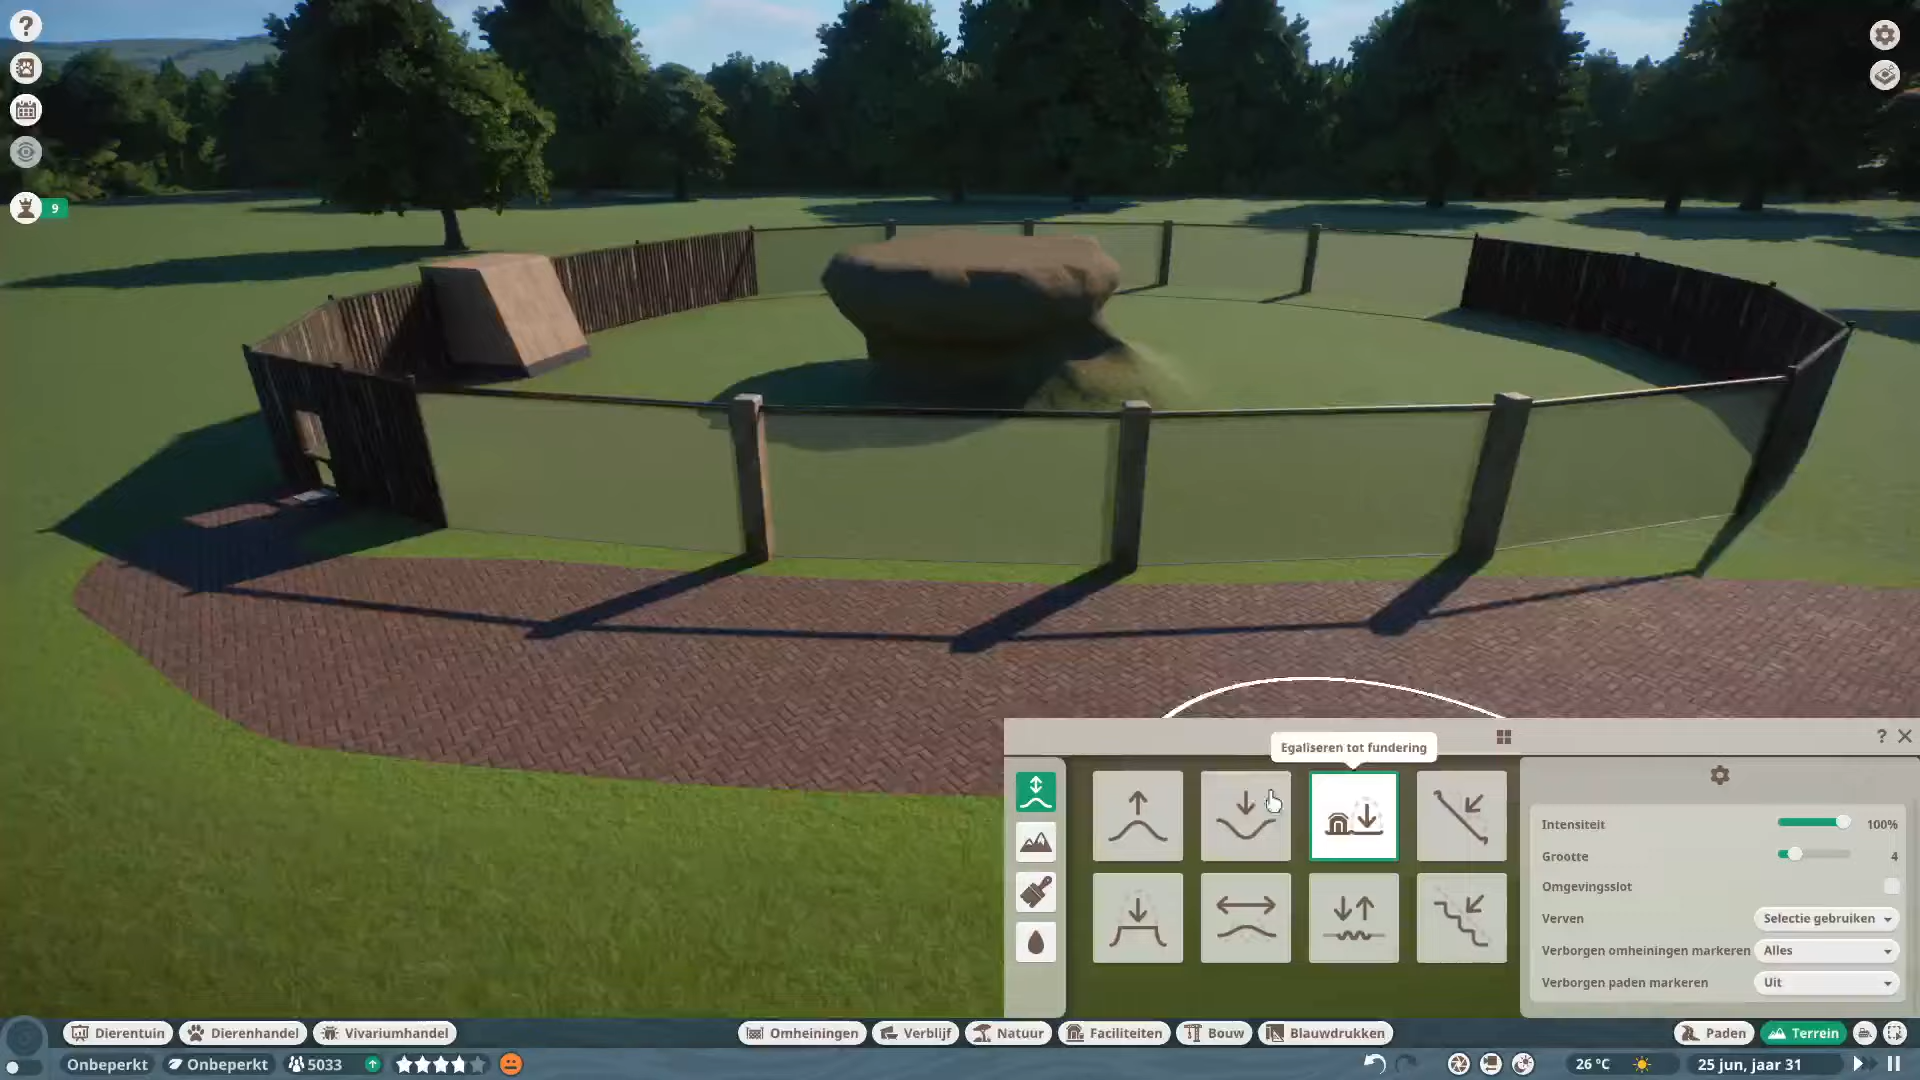 9
Egaliseren tot fundering
?
Intensiteit 100%
Grootte 4
Omgevingsslot
Verven Selectie gebruiken
Verborgen omheiningen markeren Alles
Verborgen paden markeren Uit
Dierentuin Dierenhandel Vivariumhandel Omheiningen Verblijf Natuur Faciliteiten Bouw Blauwdrukken Paden Terrein
Onbeperkt Onbeperkt 5033 26 °C 25 jun, jaar 31